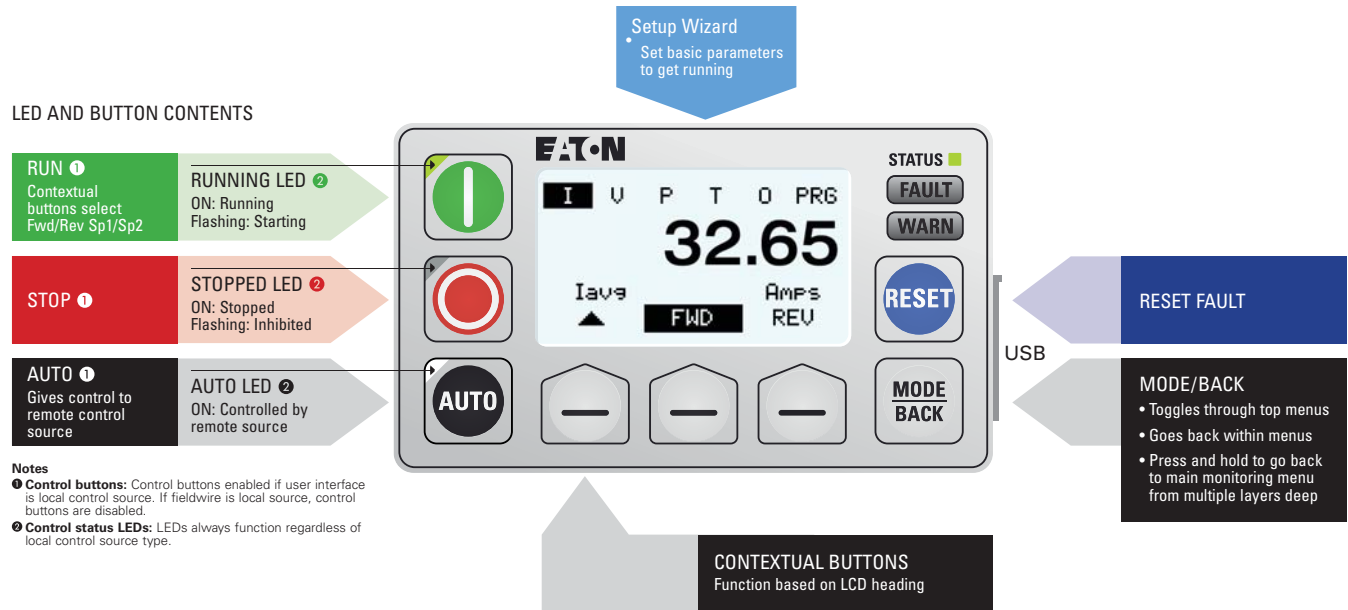 Setup Wizard
• Set basic parameters
to get running
LED AND BUTTON CONTENTS
RUN ❶
Contextual
buttons select
Fwd/Rev Sp1/Sp2
RUNNING LED ❷
ON: Running
Flashing: Starting
STOP ❶
STOPPED LED ❷
ON: Stopped
Flashing: Inhibited
AUTO ❶
Gives control to
remote control
source
AUTO LED ❷
ON: Controlled by
remote source
Notes
❶ Control buttons: Control buttons enabled if user interface
is local control source. If fieldwire is local source, control
buttons are disabled.
❷ Control status LEDs: LEDs always function regardless of
local control source type.
EATON
I V P T O PRG
32.65
Iavg Amps
▲ FWD REV
AUTO
STATUS
FAULT
WARN
RESET
MODE
BACK
USB
RESET FAULT
MODE/BACK
• Toggles through top menus
• Goes back within menus
• Press and hold to go back
to main monitoring menu
from multiple layers deep
CONTEXTUAL BUTTONS
Function based on LCD heading